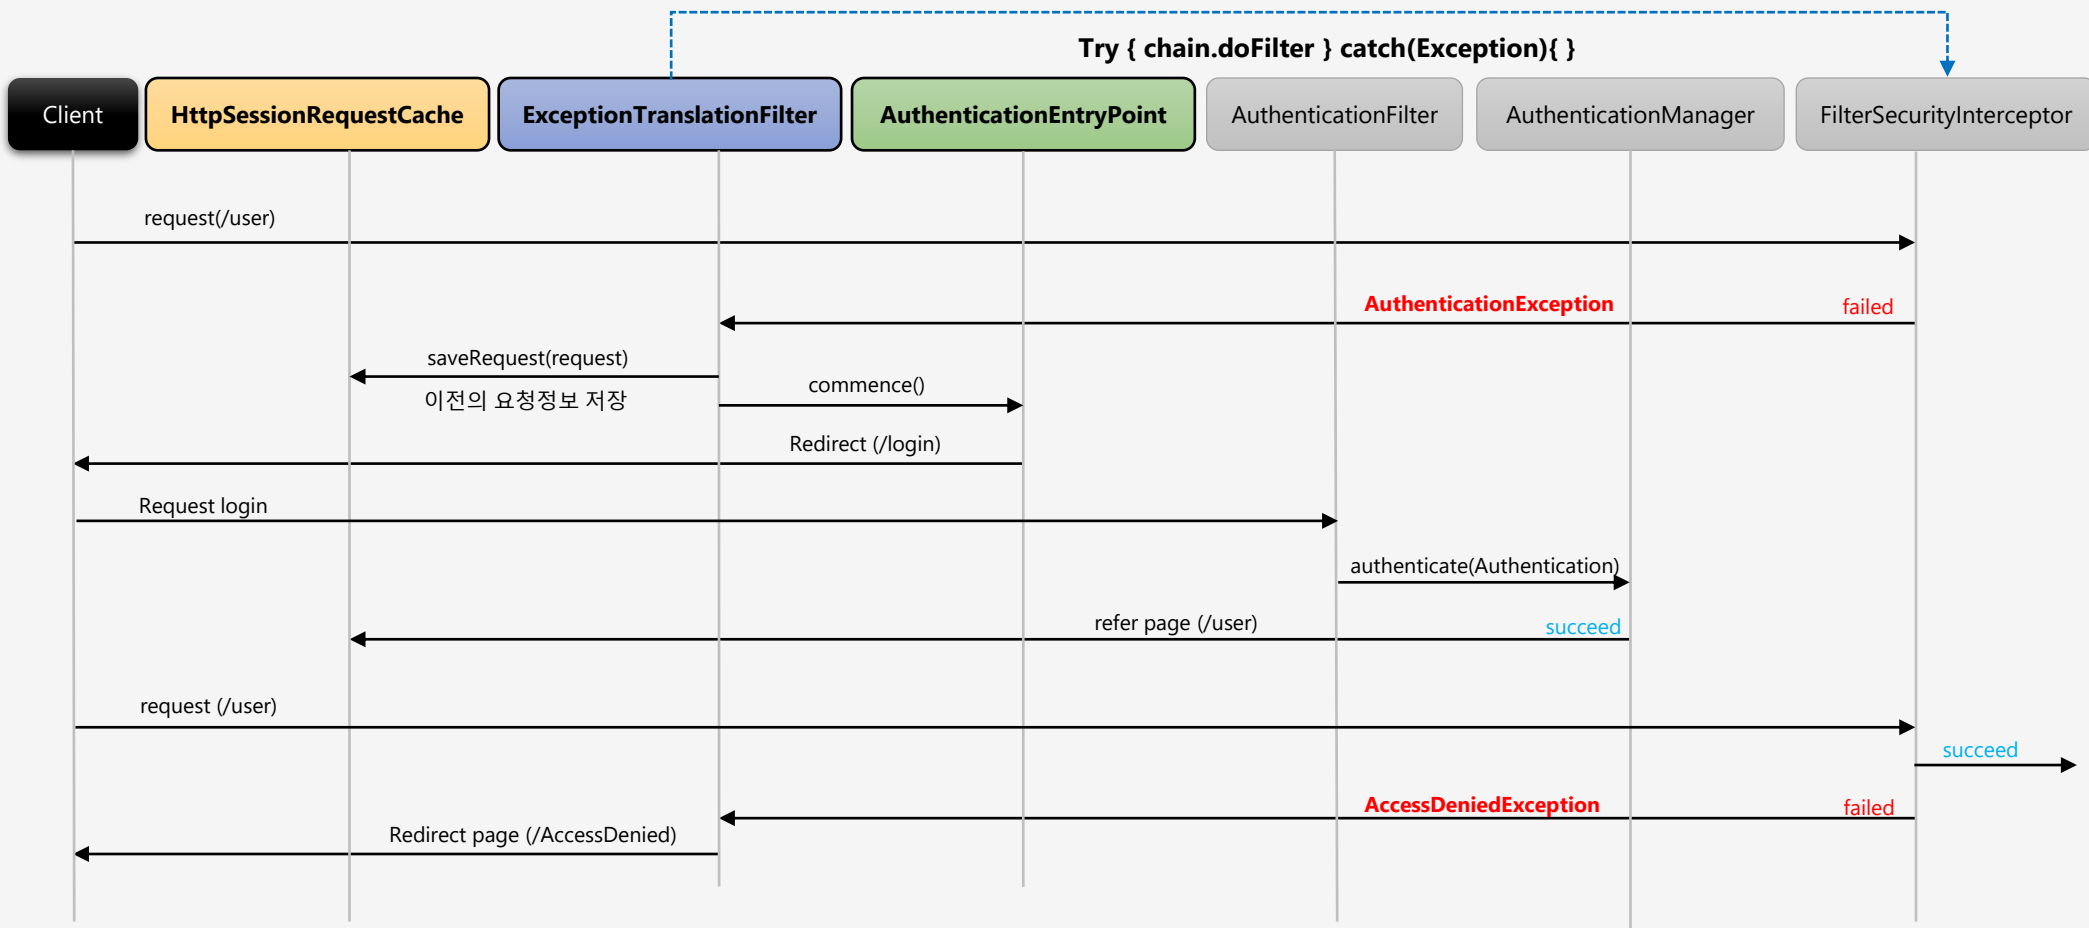 Try { chain.doFilter } catch(Exception){ }
Client
HttpSessionRequestCache
ExceptionTranslationFilter
AuthenticationEntryPoint
AuthenticationFilter
AuthenticationManager
FilterSecurityInterceptor
request(/user)
AuthenticationException
failed
saveRequest(request)
이전의 요청정보 저장
commence()
Redirect (/login)
Request login
authenticate(Authentication)
refer page (/user)
succeed
request (/user)
succeed
AccessDeniedException
failed
Redirect page (/AccessDenied)